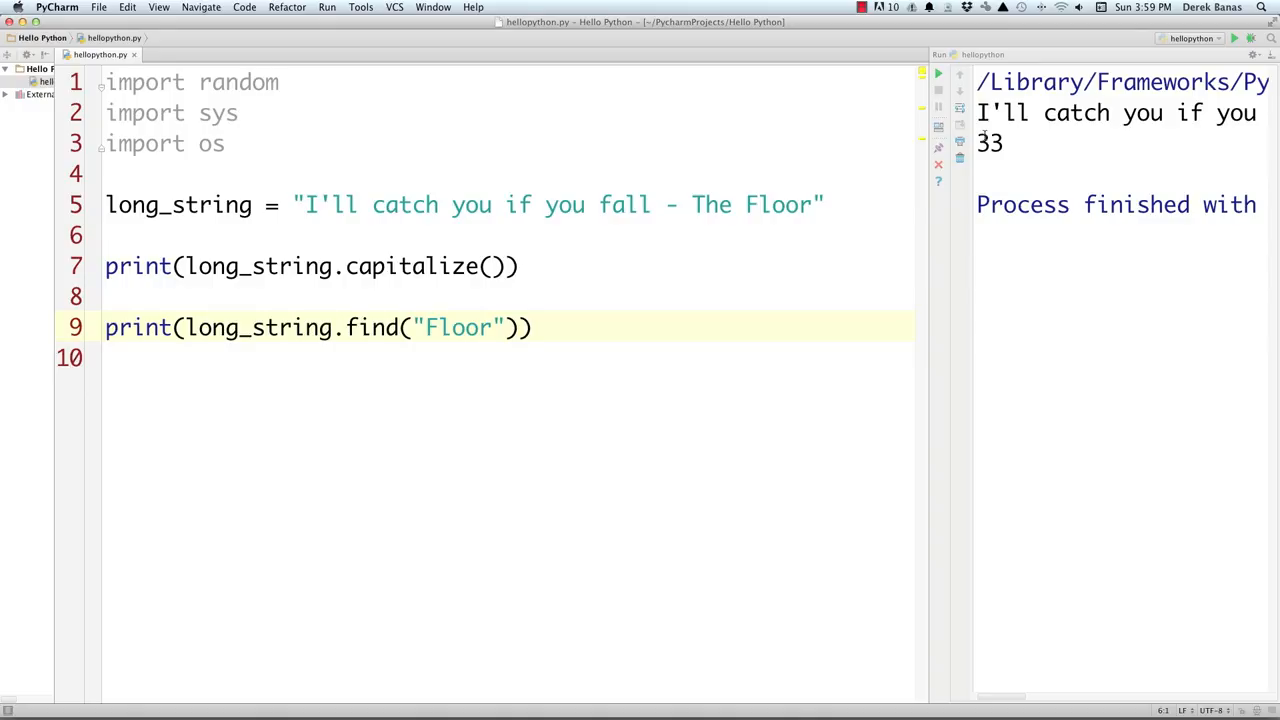 PyCharm File Edit View Navigate Code Refactor Run Tools VCS Window Help 10 Sun 3:59 PM Derek Banas
hellopython.py – Hello Python – [~/PycharmProjects/Hello Python]
Hello Python hellopython.py hellopython
hellopython.py Run hellopython
Hello P
hell
Externa
1 import random
2 import sys
3 import os
4
5 long_string = "I'll catch you if you fall - The Floor"
6
7 print(long_string.capitalize())
8
9 print(long_string.find("Floor"))
10
/Library/Frameworks/Py
I'll catch you if you
33
Process finished with
6:1 LF UTF-8